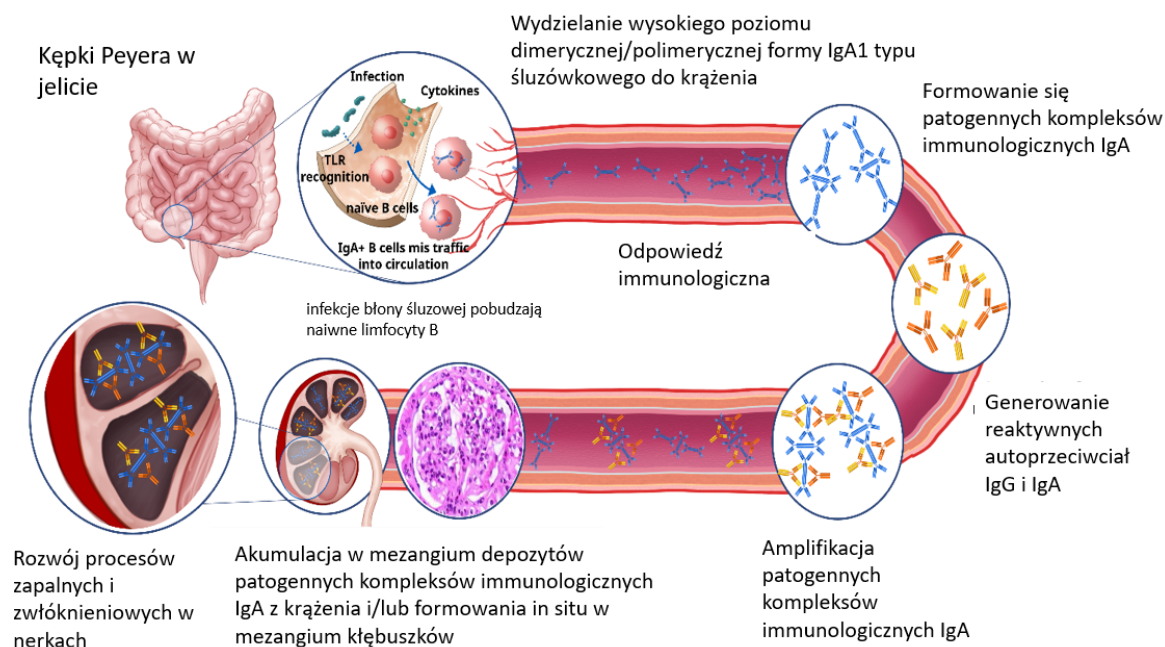 Kępki Peyera w
jelicie
Infection
Cytokines
TLR
recognition
naïve B cells
IgA+ B cells mis traffic
into circulation
infekcje błony śluzowej pobudzają
naiwne limfocyty B
Wydzielanie wysokiego poziomu
dimerycznej/polimerycznej formy IgA1 typu
śluzówkowego do krążenia
Odpowiedź
immunologiczna
Formowanie się
patogennych kompleksów
immunologicznych IgA
Generowanie
reaktywnych
autoprzeciwciał
IgG i IgA
Amplifikacja
patogennych
kompleksów
immunologicznych IgA
Akumulacja w mezangium depozytów
patogennych kompleksów immunologicznych
IgA z krążenia i/lub formowania in situ w
mezangium kłębuszków
Rozwój procesów
zapalnych i
zwłóknieniowych w
nerkach